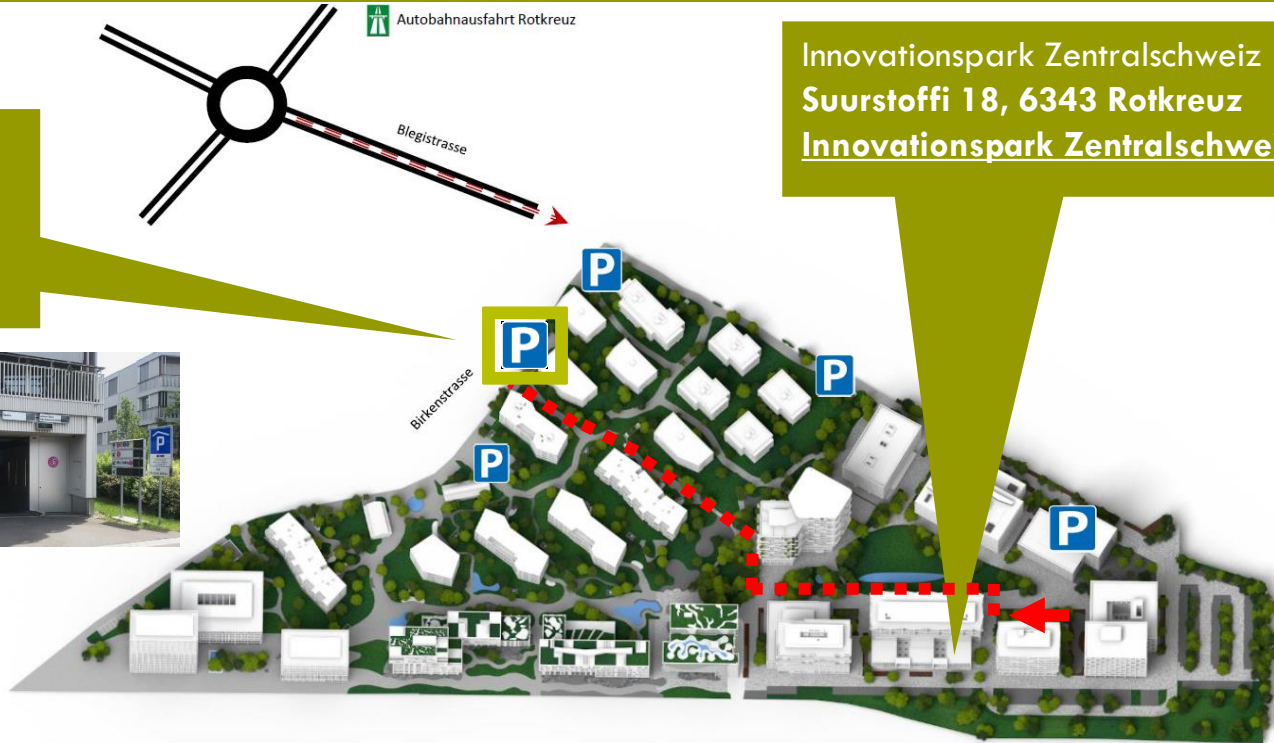 Autobahnausfahrt Rotkreuz
Innovationspark Zentralschweiz
Suurstoffi 18, 6343 Rotkreuz
Innovationspark Zentralschwe
Blegistrasse
P
P
P
Birkenstrasse
P
P
P